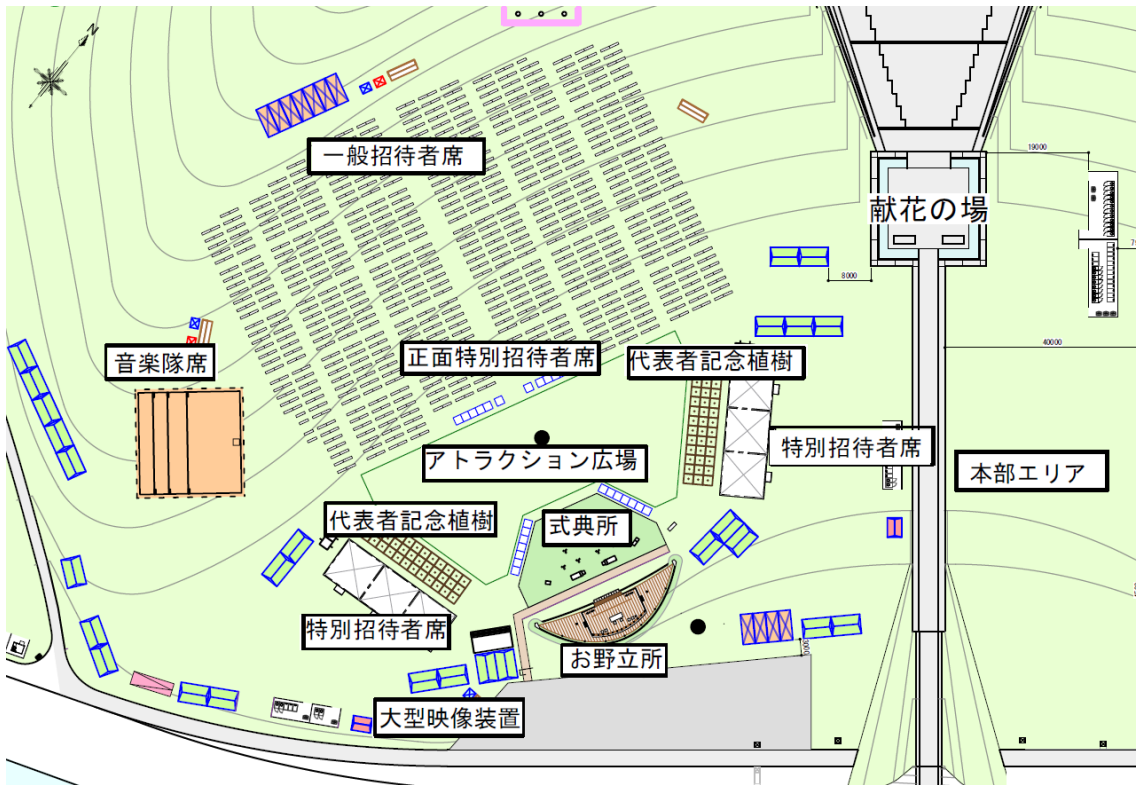 N
一般招待者席
19000
献花の場
8000
音楽隊席
正面特別招待者席
代表者記念植樹
40000
特別招待者席
アトラクション広場
本部エリア
代表者記念植樹
式典所
特別招待者席
お野立所
大型映像装置